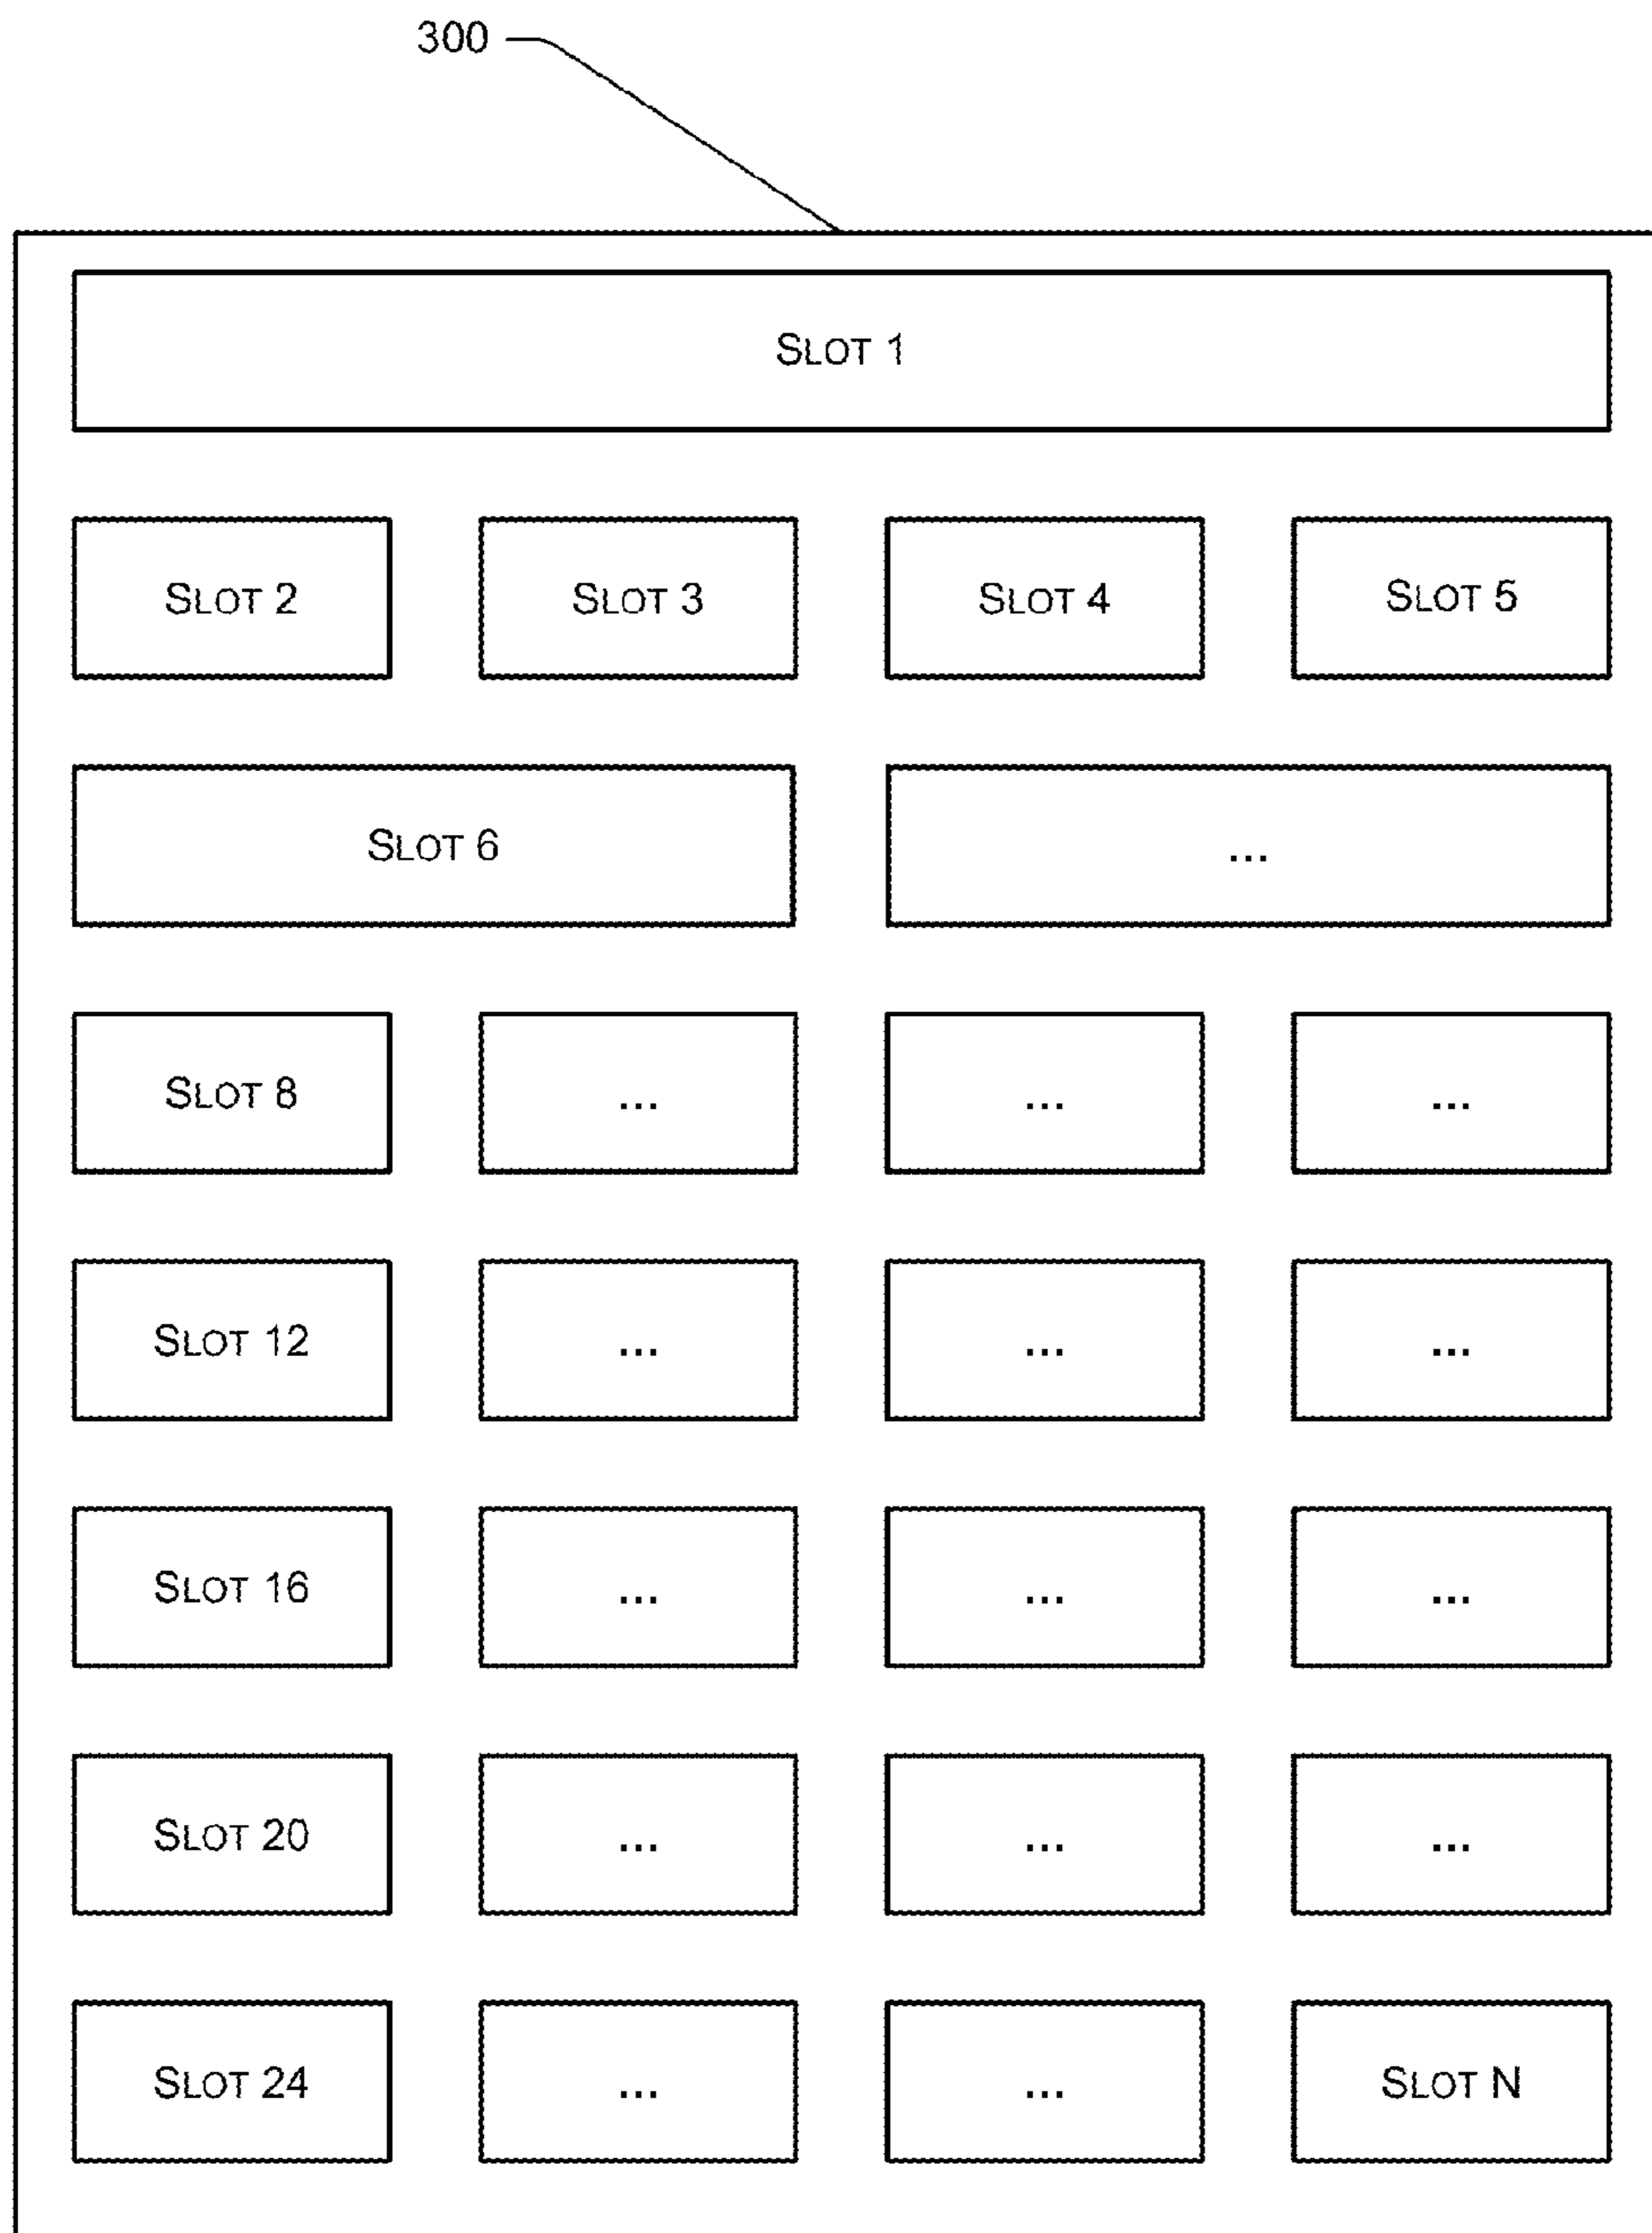 300
SLOT 1
SLOT 2 SLOT 3 SLOT 4 SLOT 5
SLOT 6 ...
SLOT 8 ... ... ...
SLOT 12 ... ... ...
SLOT 16 ... ... ...
SLOT 20 ... ... ...
SLOT 24 ... ... SLOT N